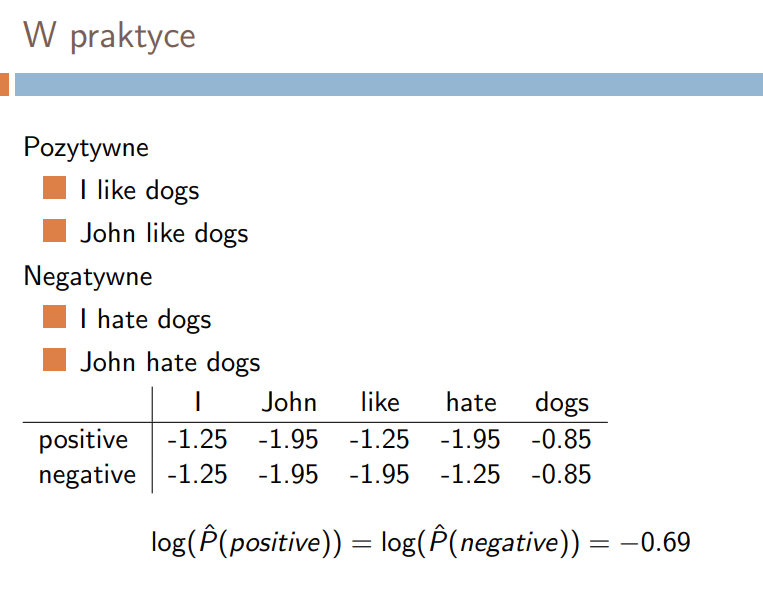 W praktyce
Pozytywne
I like dogs
John like dogs
Negatywne
I hate dogs
John hate dogs
I John like hate dogs
positive -1.25 -1.95 -1.25 -1.95 -0.85
negative -1.25 -1.95 -1.95 -1.25 -0.85
log(P̂(positive)) = log(P̂(negative)) = −0.69